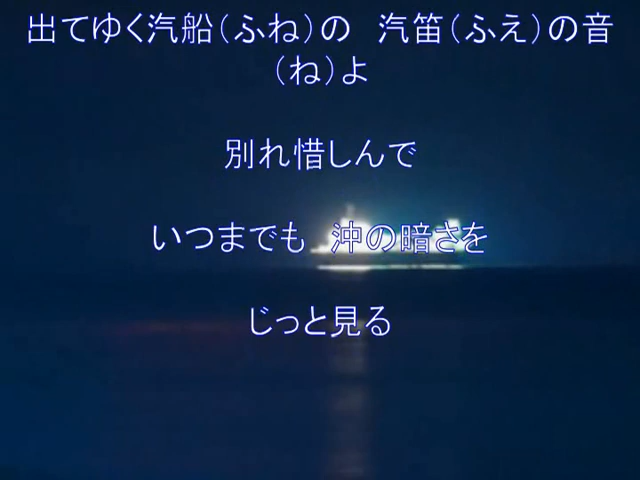 出てゆく汽船(ふね)の　汽笛(ふえ)の音
(ね)よ
別れ惜しんで
いつまでも　沖の暗さを
じっと見る